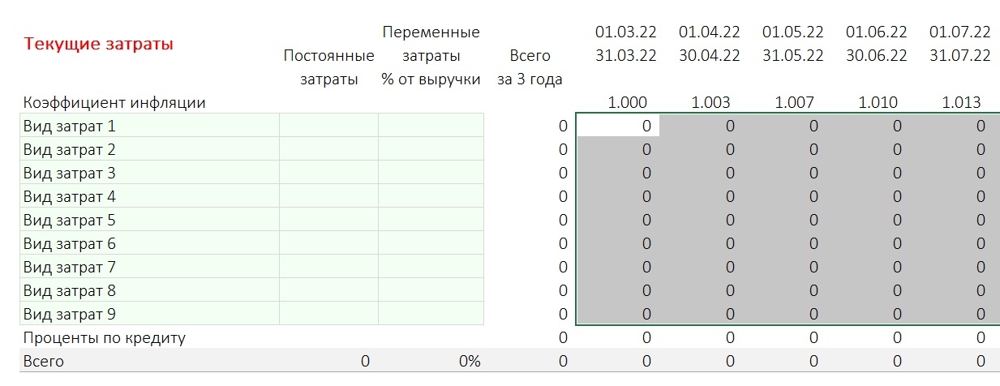 Текущие затраты
Постоянные затраты
Переменные затраты % от выручки
Всего за 3 года
01.03.22 01.04.22 01.05.22 01.06.22 01.07.22
31.03.22 30.04.22 31.05.22 30.06.22 31.07.22
Коэффициент инфляции 1.000 1.003 1.007 1.010 1.013
Вид затрат 1 0 0 0 0 0 0
Вид затрат 2 0 0 0 0 0 0
Вид затрат 3 0 0 0 0 0 0
Вид затрат 4 0 0 0 0 0 0
Вид затрат 5 0 0 0 0 0 0
Вид затрат 6 0 0 0 0 0 0
Вид затрат 7 0 0 0 0 0 0
Вид затрат 8 0 0 0 0 0 0
Вид затрат 9 0 0 0 0 0 0
Проценты по кредиту 0 0 0 0 0 0
Всего 0 0% 0 0 0 0 0 0